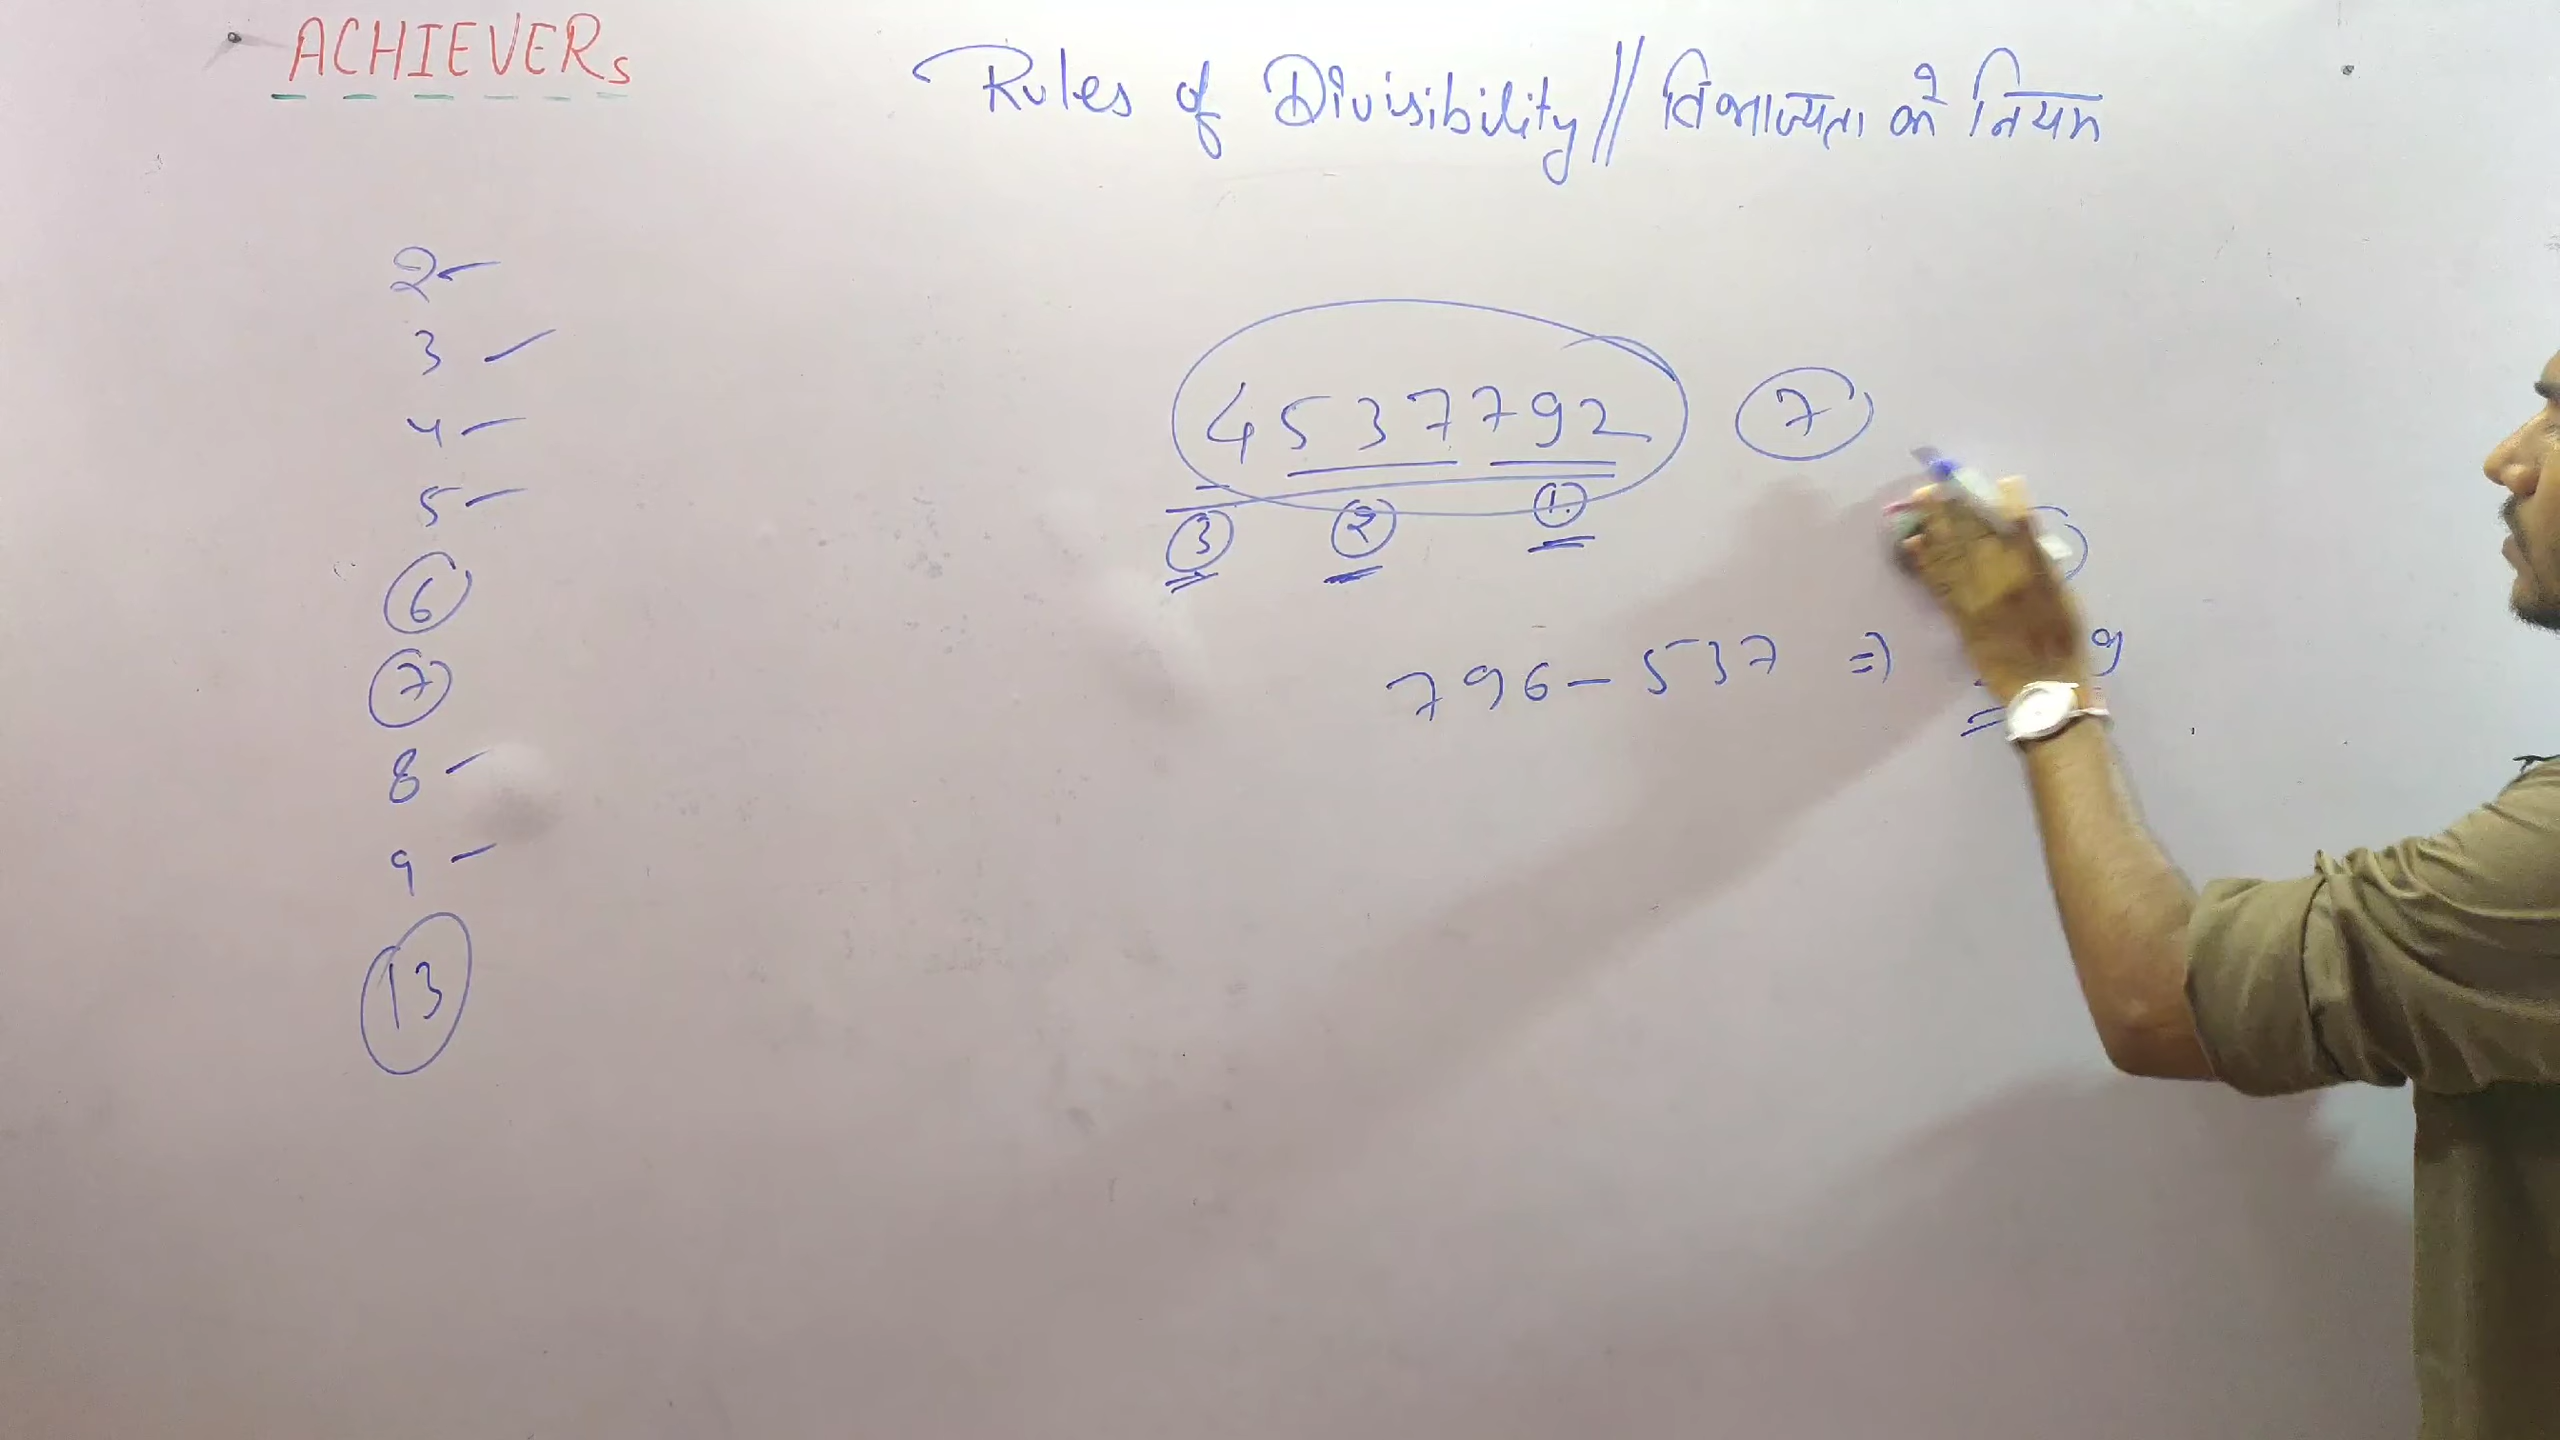 ACHIEVERs
Rules of Divisibility // विभाज्यता के नियम
2 -
3 -
4 -
5 -
6
7
8 -
9 -
13
4537792 7
3 2 1
796 - 537 ⇒ 9